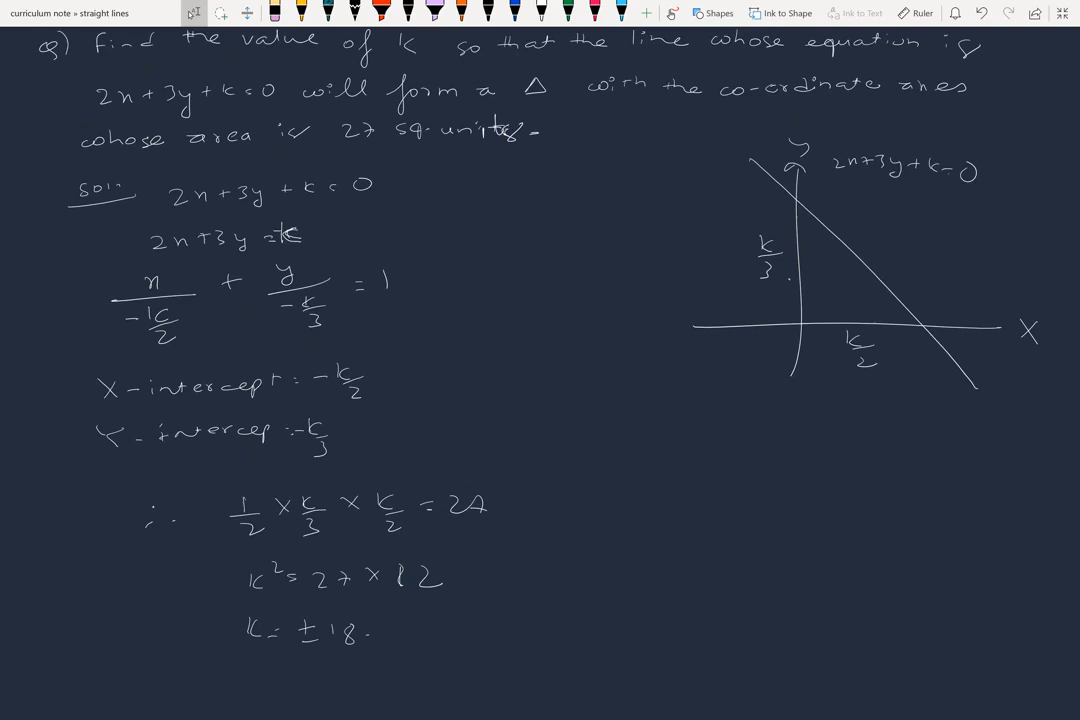 curriculum note » straight lines
Shapes Ink to Shape Ink to Text Ruler
Q) Find the value of K so that the line whose equation is
2x + 3y + k = 0 will form a Δ with the co-ordinate axes
whose area is 27 sq. units.
Y
2x+3y+k=0
Soln: 2x + 3y + k = 0
2x + 3y = -k
x/(-k/2) + y/(-k/3) = 1
k/3
X
k/2
X-intercept = -k/2
Y-intercep = -k/3
∴ 1/2 × k/3 × k/2 = 27
k² = 27 × 12
k = ± 18.